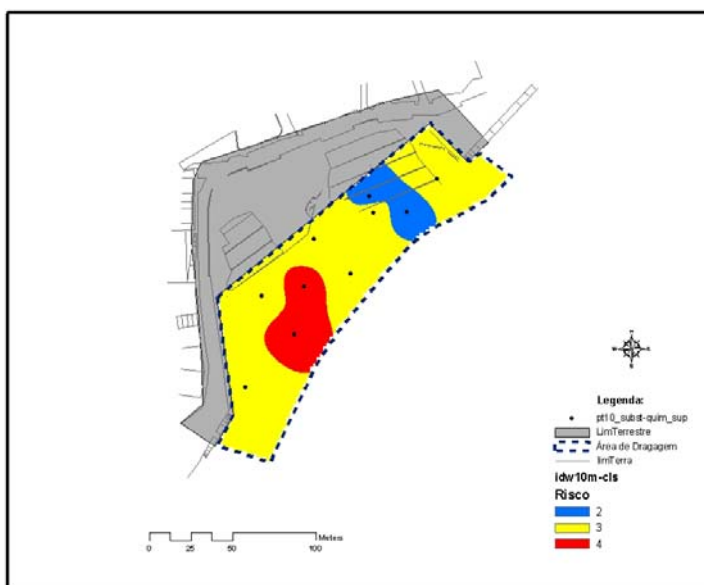 Legenda:
pt10_subst-quim_sup
LimTerrestre
Área de Dragagem
limTerra
idw10m-cls
Risco
2
3
4
Meters
0 25 50 100